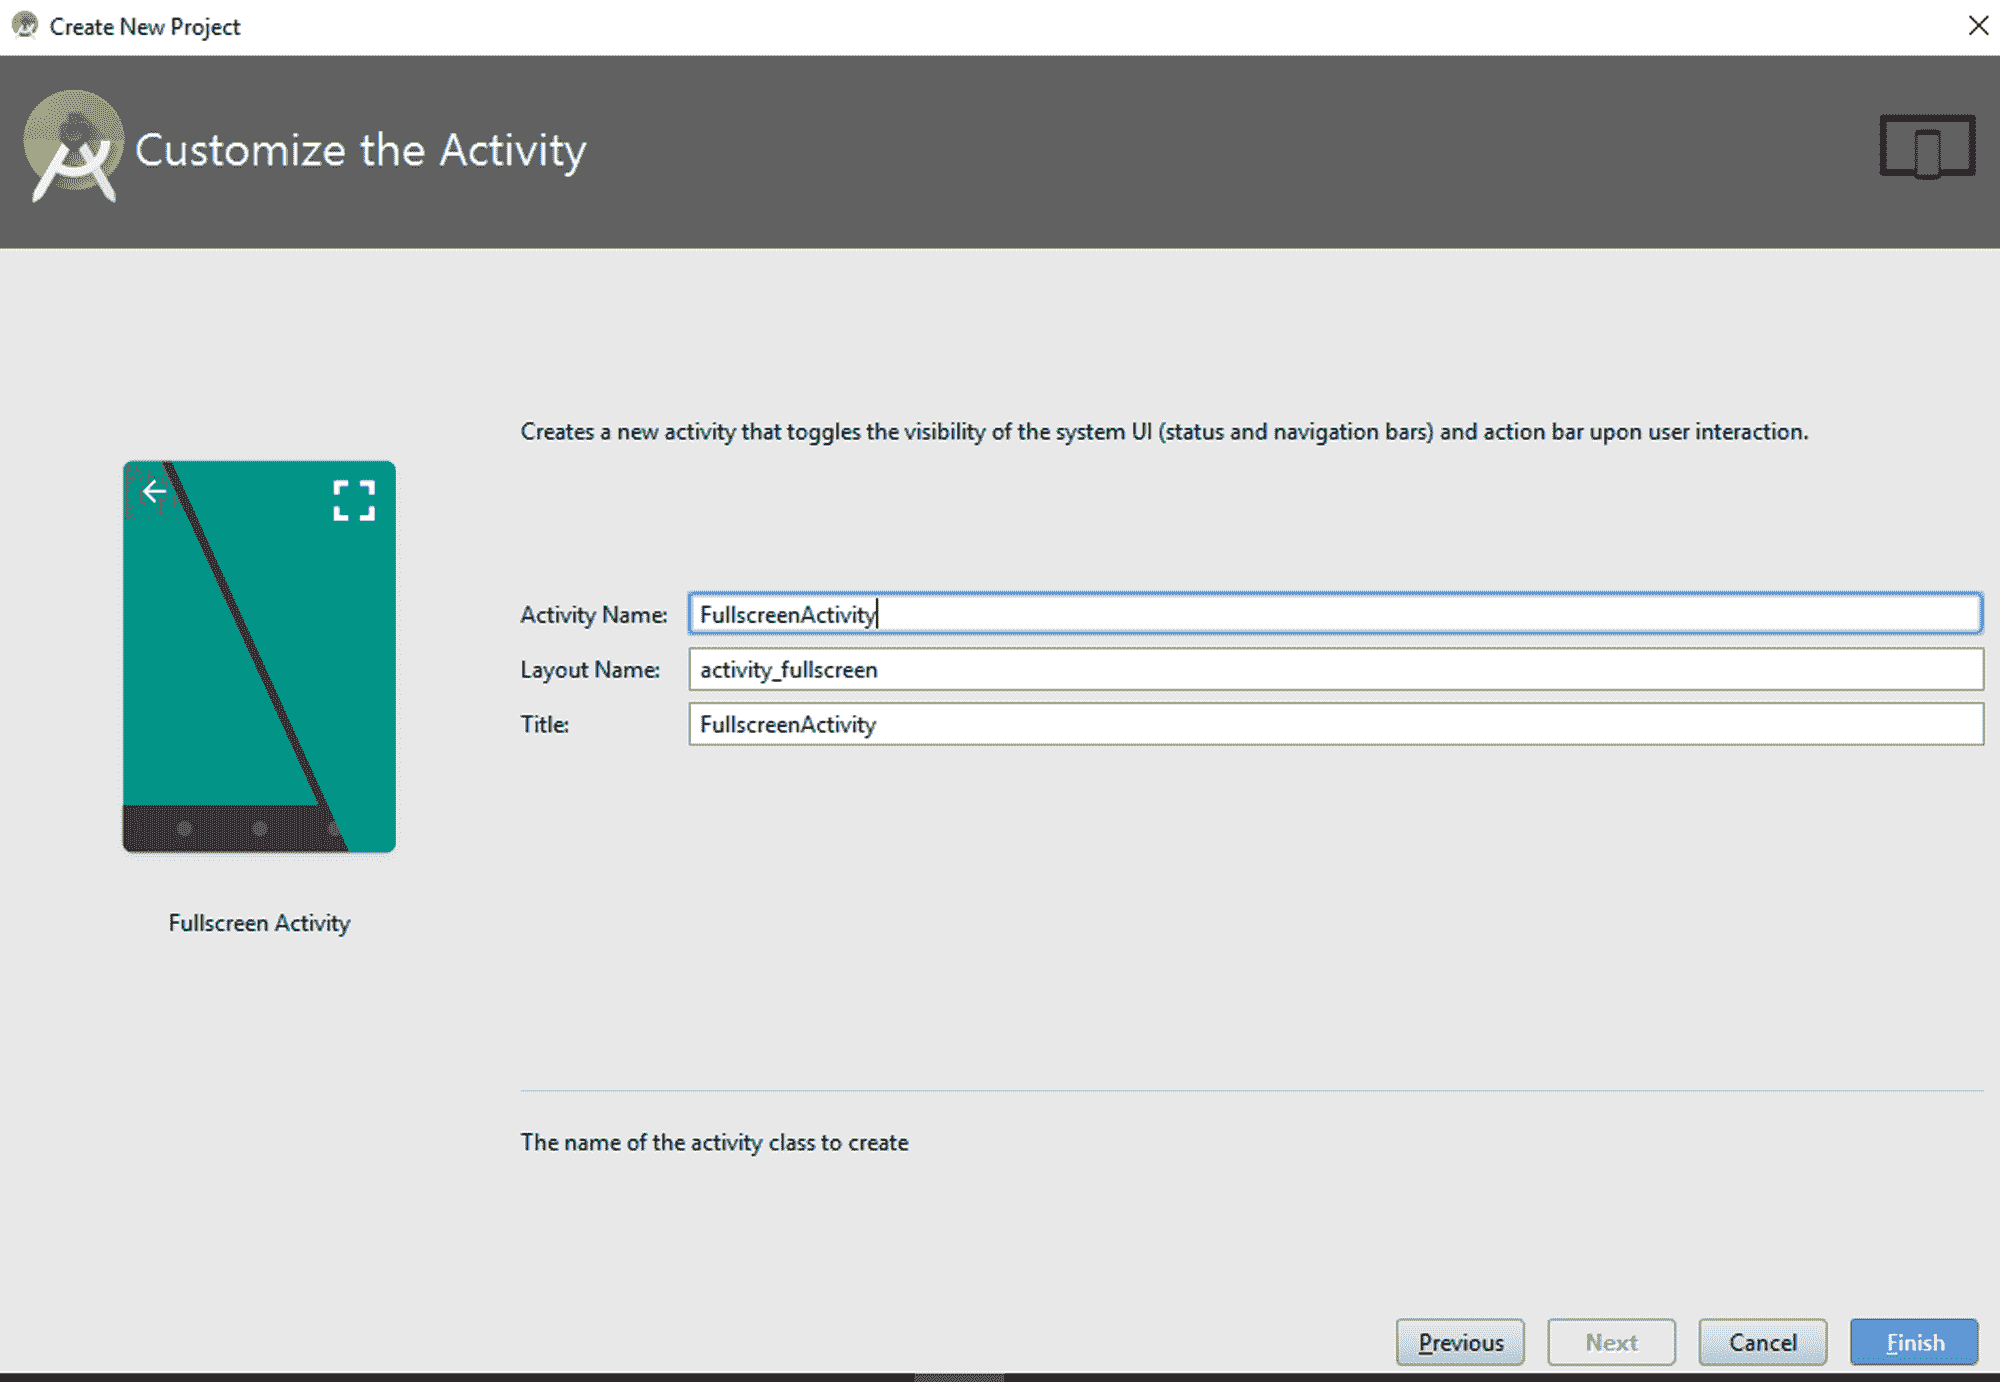 Create New Project
Customize the Activity
Creates a new activity that toggles the visibility of the system UI (status and navigation bars) and action bar upon user interaction.
Activity Name: FullscreenActivity
Layout Name: activity_fullscreen
Title: FullscreenActivity
Fullscreen Activity
The name of the activity class to create
Previous Next Cancel Finish